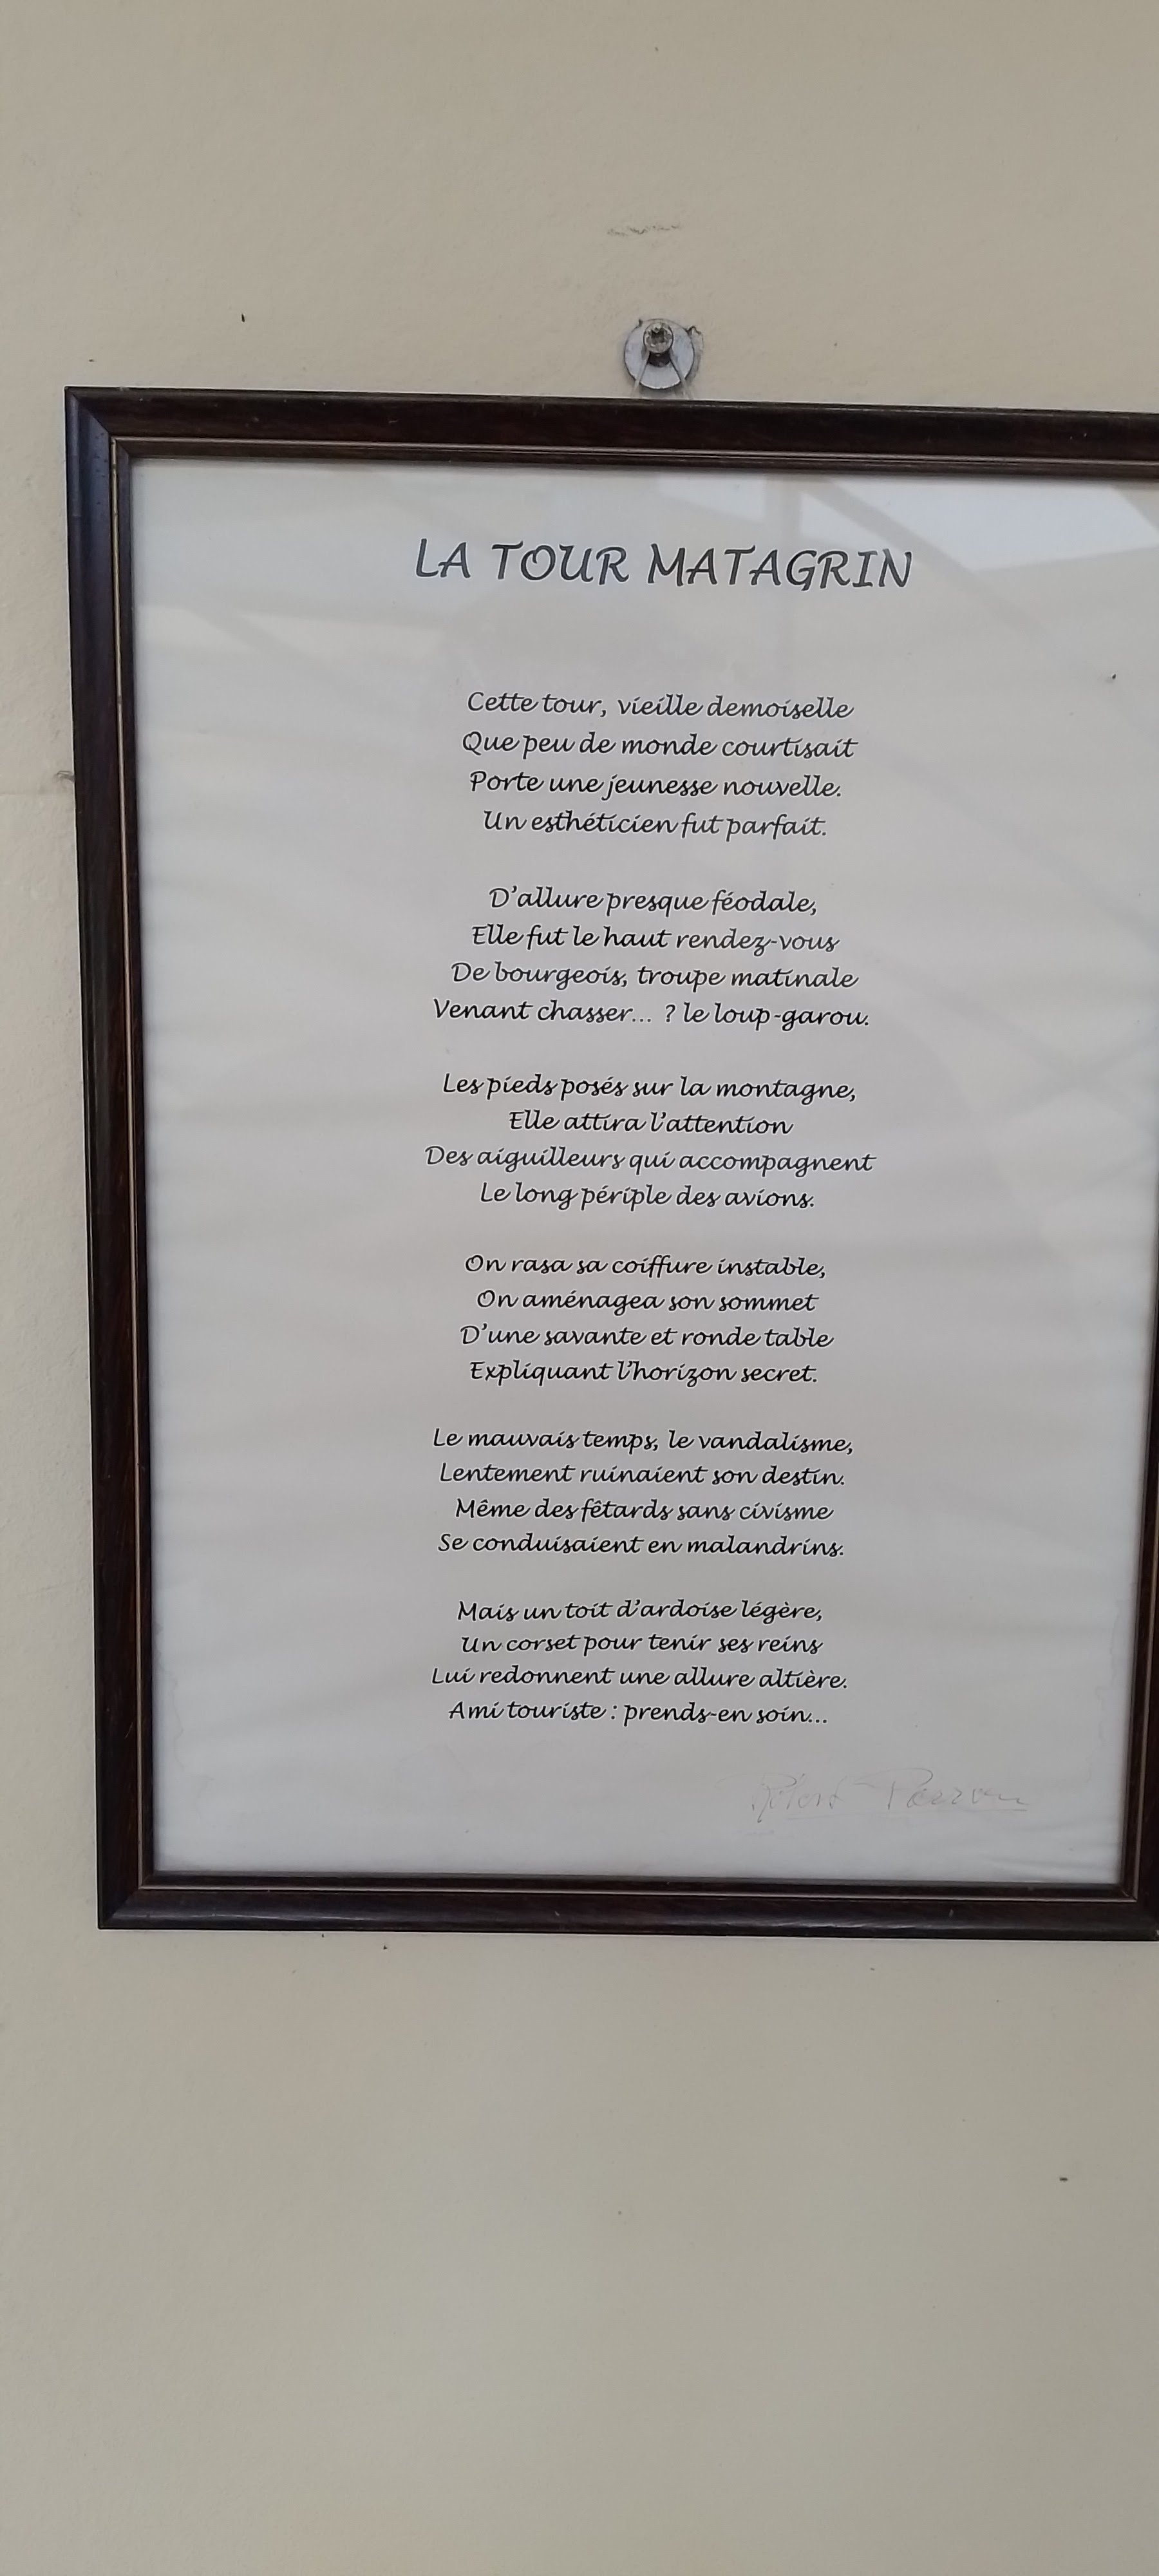 LA TOUR MATAGRIN
Cette tour, vieille demoiselle
Que peu de monde courtisait
Porte une jeunesse nouvelle.
Un esthéticien fut parfait.
D'allure presque féodale,
Elle fut le haut rendez-vous
De bourgeois, troupe matinale
Venant chasser... ? le loup-garou.
Les pieds posés sur la montagne,
Elle attira l'attention
Des aiguilleurs qui accompagnent
Le long périple des avions.
On rasa sa coiffure instable,
On aménagea son sommet
D'une savante et ronde table
Expliquant l'horizon secret.
Le mauvais temps, le vandalisme,
Lentement ruinaient son destin.
Même des fêtards sans civisme
Se conduisaient en malandrins.
Mais un toit d'ardoise légère,
Un corset pour tenir ses reins
Lui redonnent une allure altière.
Ami touriste : prends-en soin...
Robert